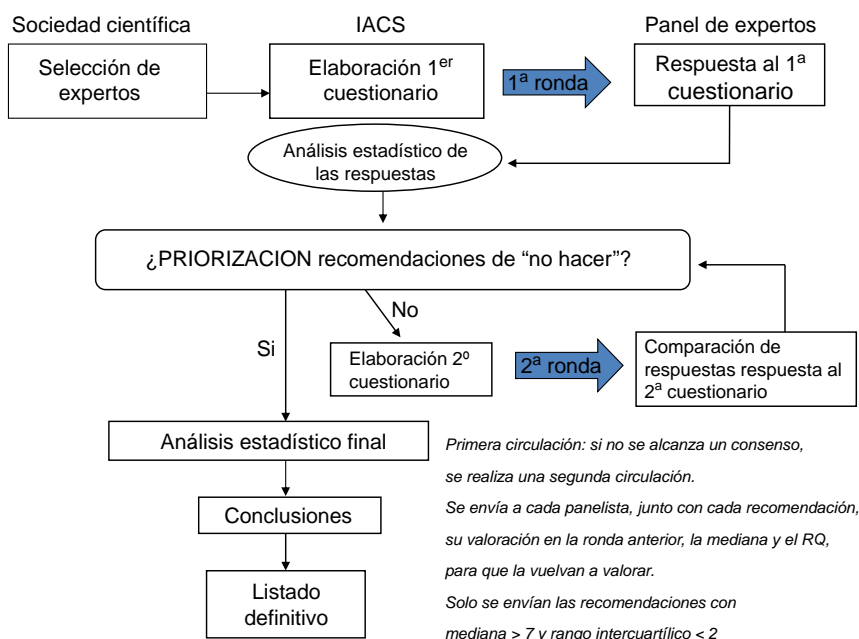 Sociedad científica
IACS
Panel de expertos
Selección de
expertos
Elaboración 1er
cuestionario
1ª ronda
Respuesta al 1ª
cuestionario
Análisis estadístico de
las respuestas
¿PRIORIZACION recomendaciones de “no hacer”?
Si
No
Elaboración 2º
cuestionario
2ª ronda
Comparación de
respuestas respuesta al
2ª cuestionario
Análisis estadístico final
Conclusiones
Listado
definitivo
Primera circulación: si no se alcanza un consenso,
se realiza una segunda circulación.
Se envía a cada panelista, junto con cada recomendación,
su valoración en la ronda anterior, la mediana y el RQ,
para que la vuelvan a valorar.
Solo se envían las recomendaciones con
mediana > 7 y rango intercuartílico < 2